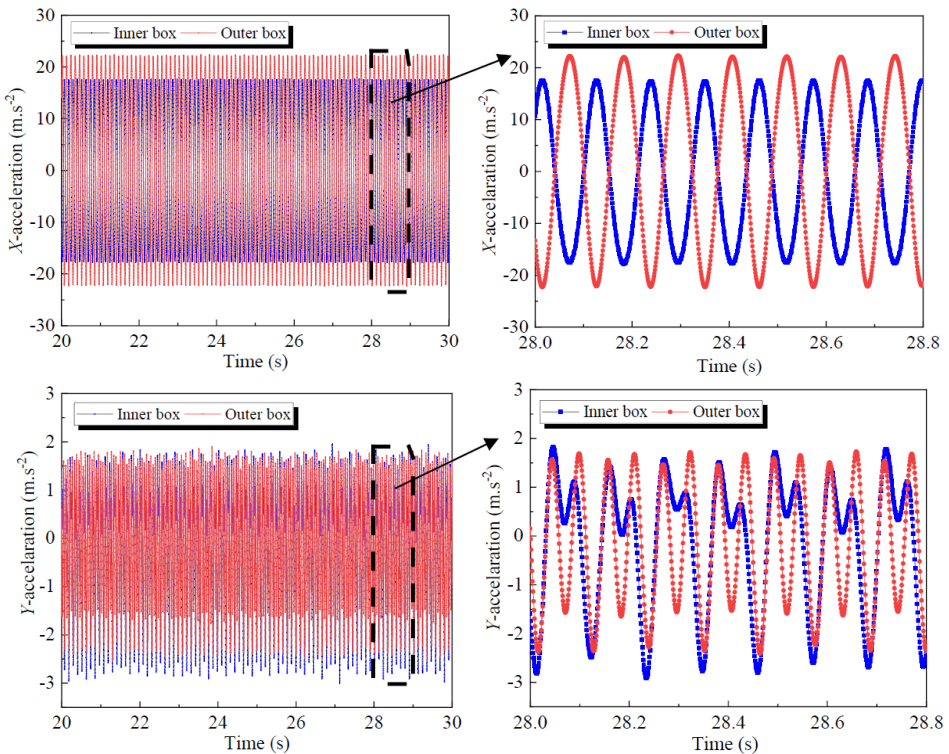 Inner box Outer box
X-acceleration (m.s⁻²)
30
20
10
0
-10
-20
-30
20 22 24 26 28 30
Time (s)
Inner box Outer box
X-accelaration (m.s⁻²)
30
20
10
0
-10
-20
-30
28.0 28.2 28.4 28.6 28.8
Time (s)
Inner box Outer box
Y-accelaration (m.s⁻²)
3
2
1
0
-1
-2
-3
20 22 24 26 28 30
Time (s)
Inner box Outer box
Y-accelaration (m.s⁻²)
3
2
1
0
-1
-2
-3
28.0 28.2 28.4 28.6 28.8
Time (s)